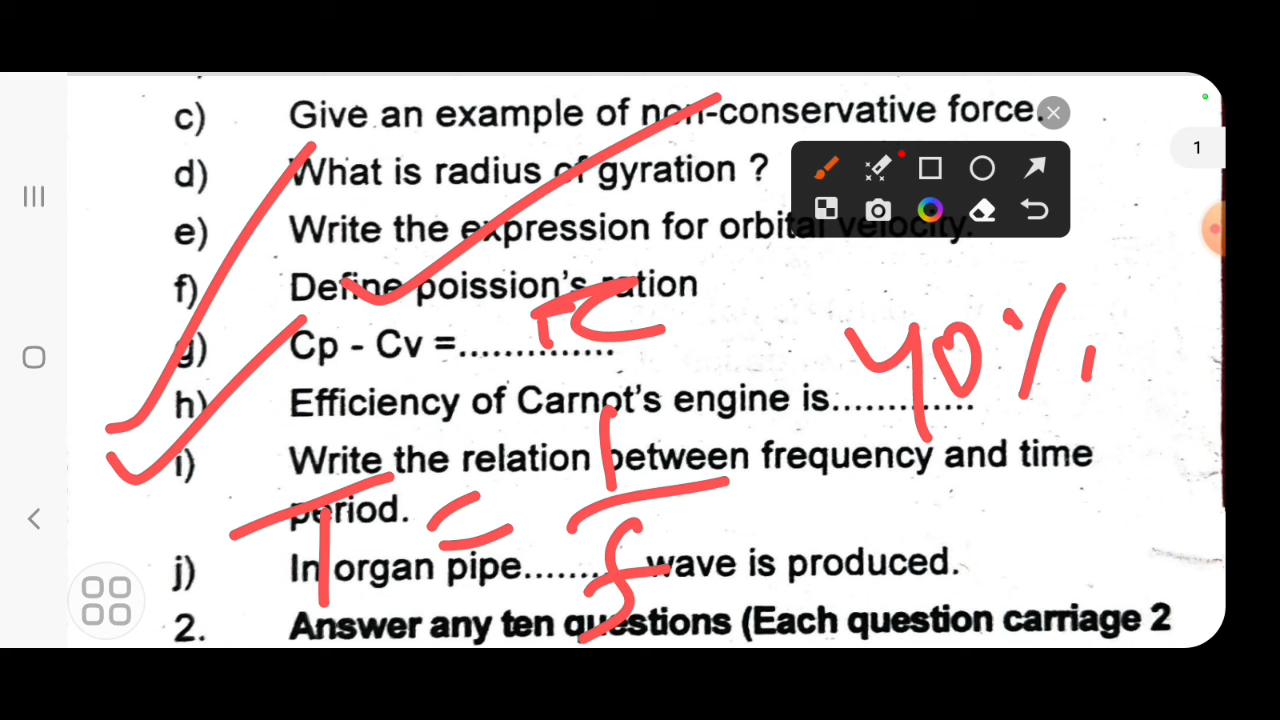 c) Give an example of non-conservative force.
1
d) What is radius of gyration ?
e) Write the expression for orbital velocity.
f) Define poission's ration
g) Cp - Cv =..............
h) Efficiency of Carnot's engine is.............
40%
i) Write the relation between frequency and time
period.
T = 1/f
j) In organ pipe......... wave is produced.
2. Answer any ten questions (Each question carriage 2